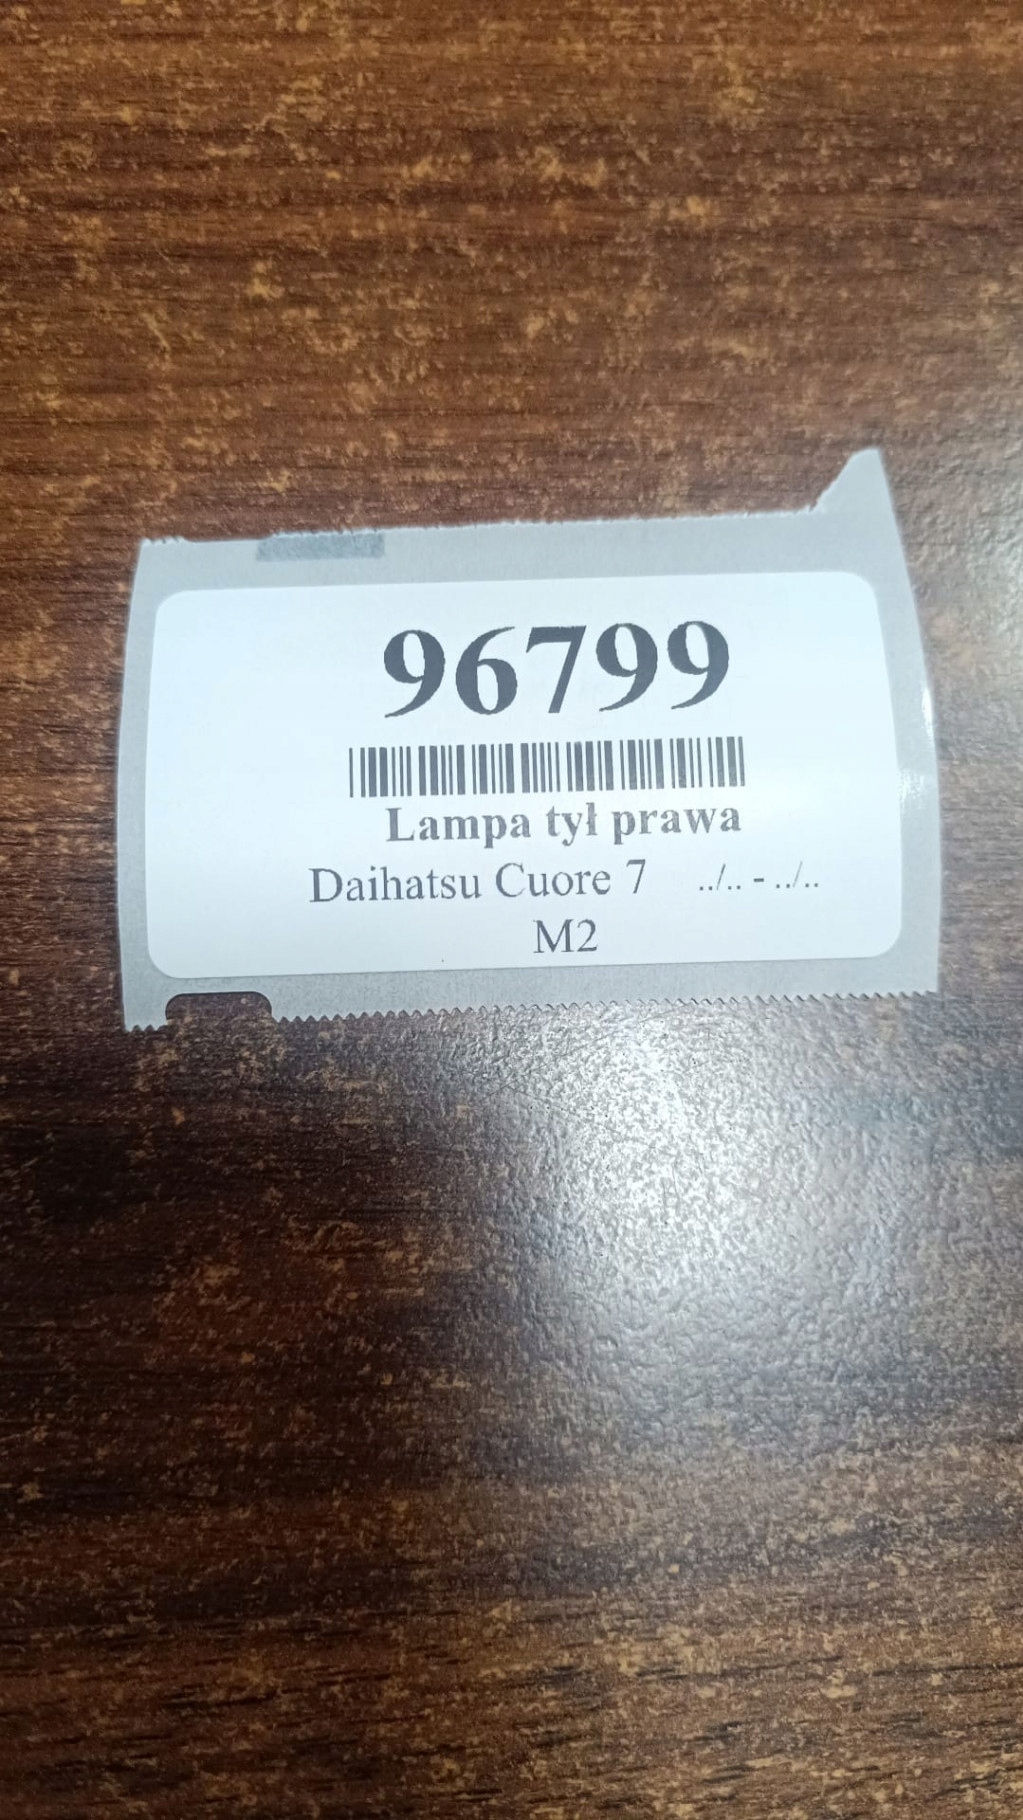 96799
Lampa tył prawa
Daihatsu Cuore 7 ../.. - ../..
M2